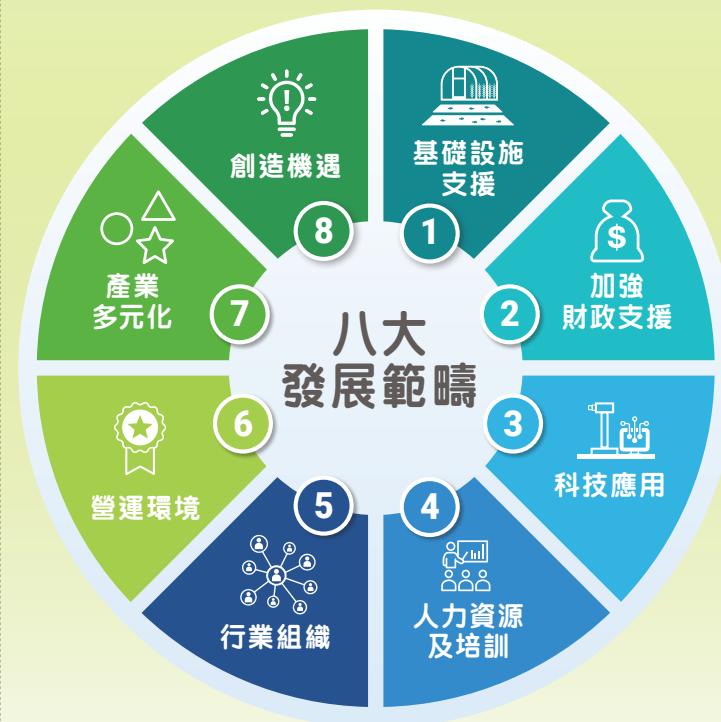 八大
發展範疇
1
基礎設施
支援
2
$
加強
財政支援
3
科技應用
4
人力資源
及培訓
5
行業組織
6
營運環境
7
產業
多元化
8
!
創造機遇